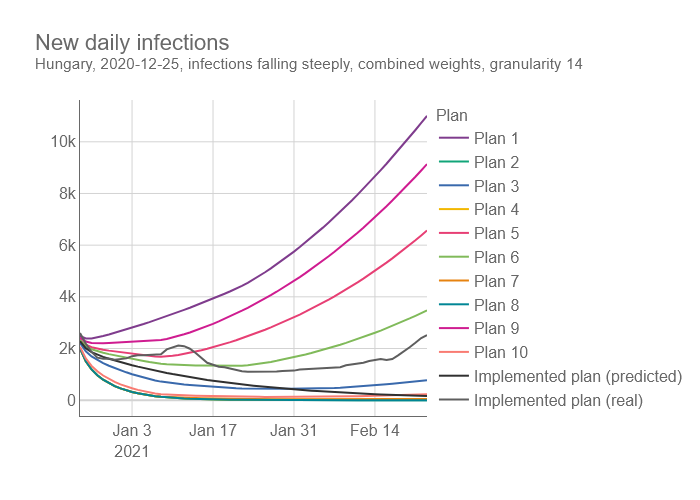 New daily infections
Hungary, 2020-12-25, infections falling steeply, combined weights, granularity 14
Plan
10k
8k
6k
4k
2k
0
Jan 3
2021
Jan 17
Jan 31
Feb 14
Plan 1
Plan 2
Plan 3
Plan 4
Plan 5
Plan 6
Plan 7
Plan 8
Plan 9
Plan 10
Implemented plan (predicted)
Implemented plan (real)